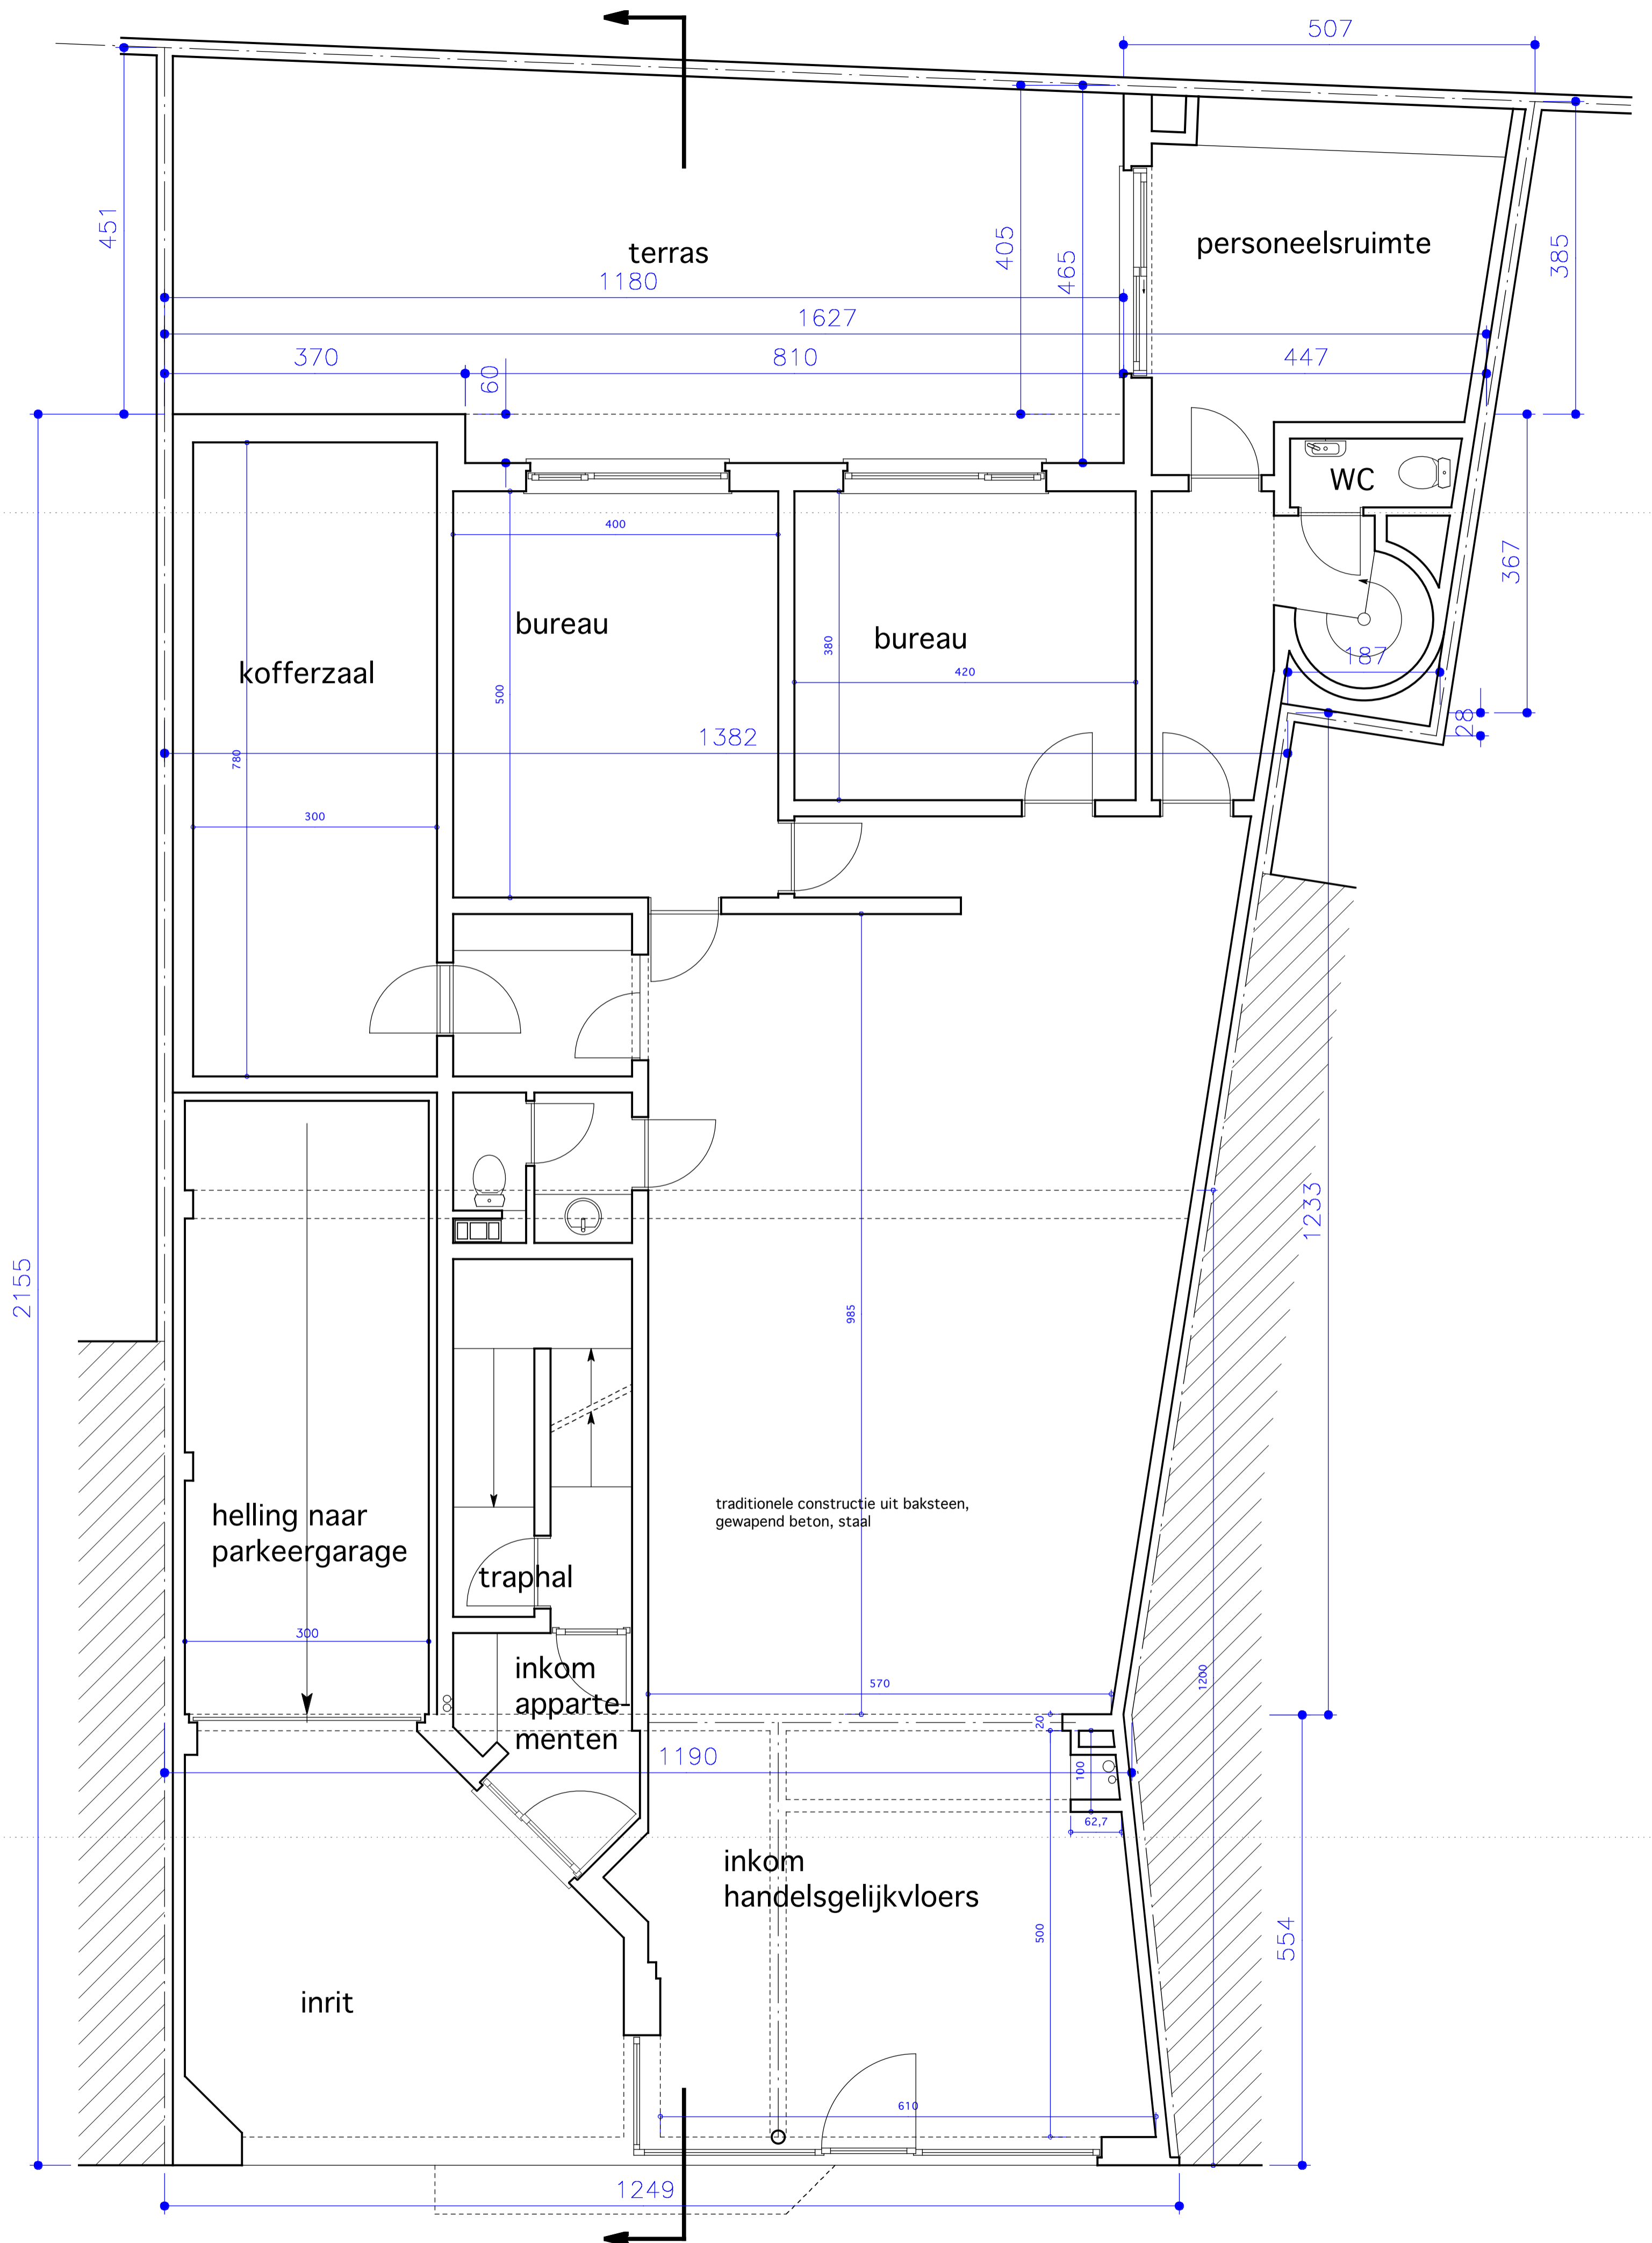 507
451
405
465
385
terras
personeelsruimte
1180
1627
370
60
810
447
WC
400
367
bureau
bureau
380
kofferzaal
187
420
500
28
1382
780
300
1233
2155
985
helling naar
parkeergarage
traditionele constructie uit baksteen,
gewapend beton, staal
traphal
300
inkom
apparte-
menten
570
1200
20
1190
100
62,7
inkom
handelsgelijkvloers
500
554
inrit
610
1249